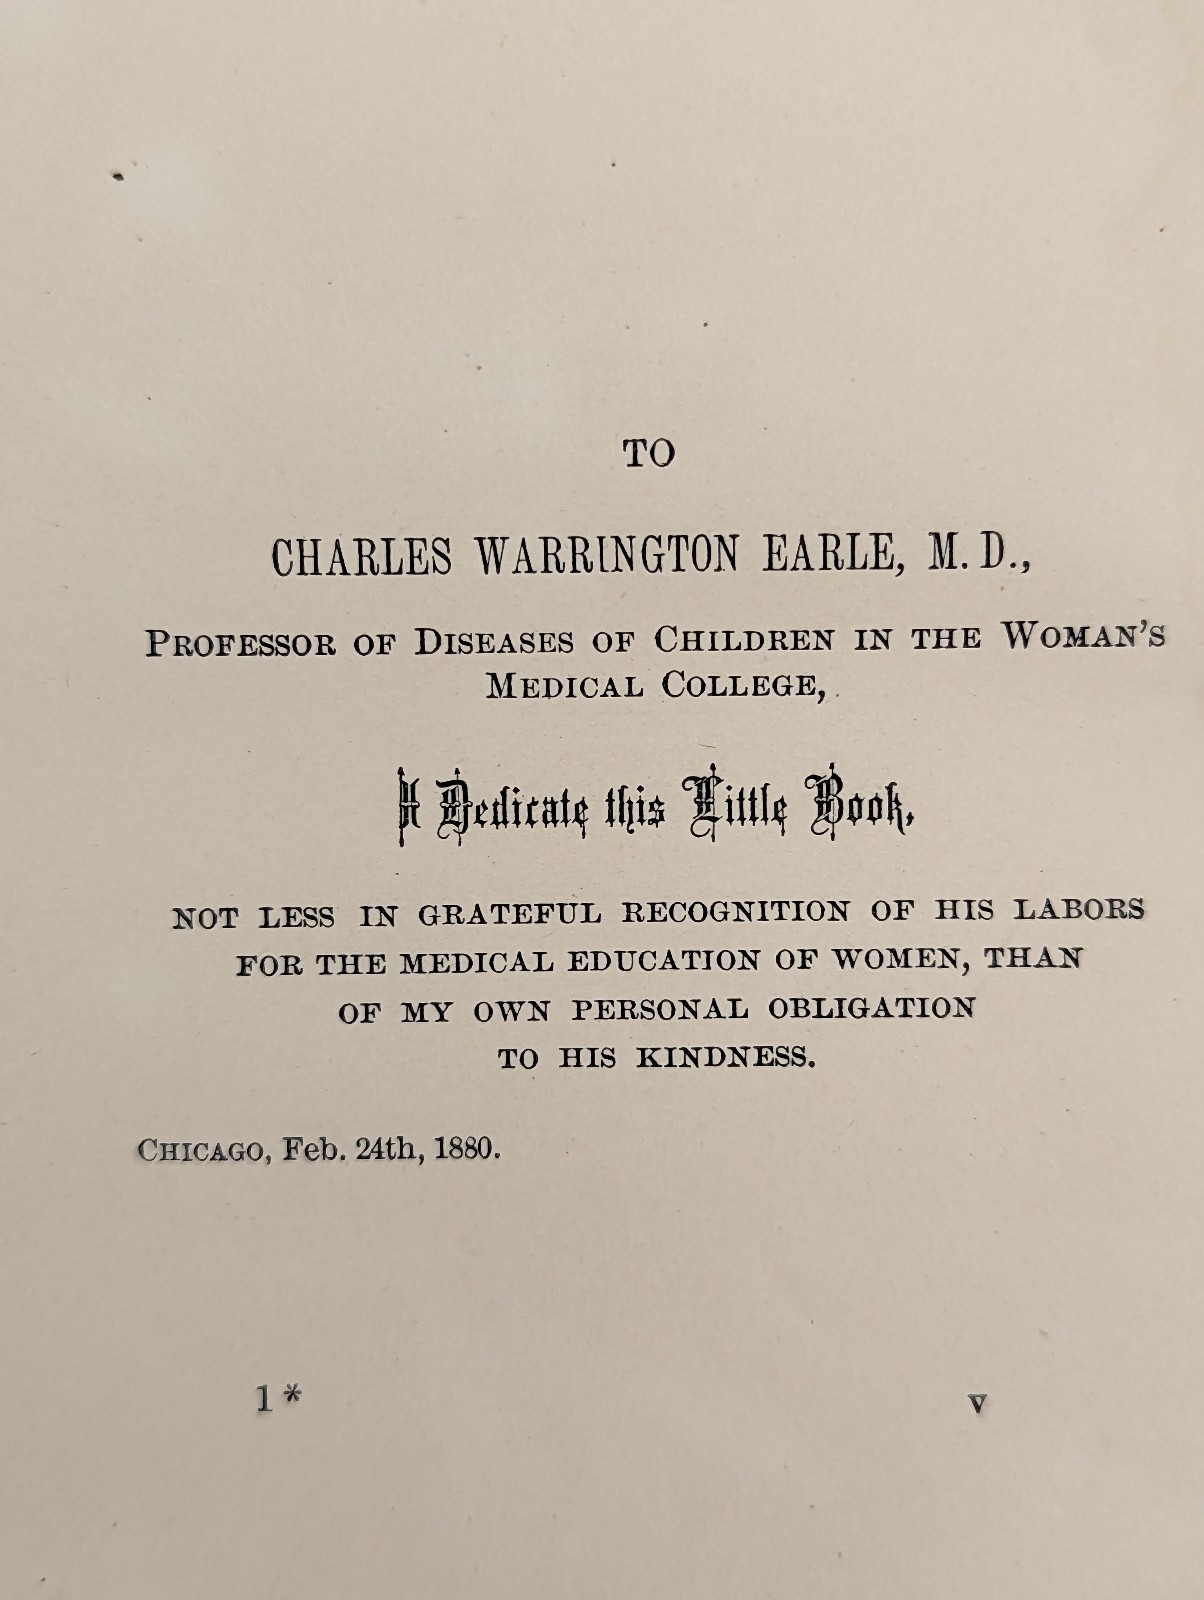 TO
CHARLES WARRINGTON EARLE, M. D.,
PROFESSOR OF DISEASES OF CHILDREN IN THE WOMAN'S
MEDICAL COLLEGE,
I Dedicate this Little Book,
NOT LESS IN GRATEFUL RECOGNITION OF HIS LABORS
FOR THE MEDICAL EDUCATION OF WOMEN, THAN
OF MY OWN PERSONAL OBLIGATION
TO HIS KINDNESS.
CHICAGO, Feb. 24th, 1880.
1* v